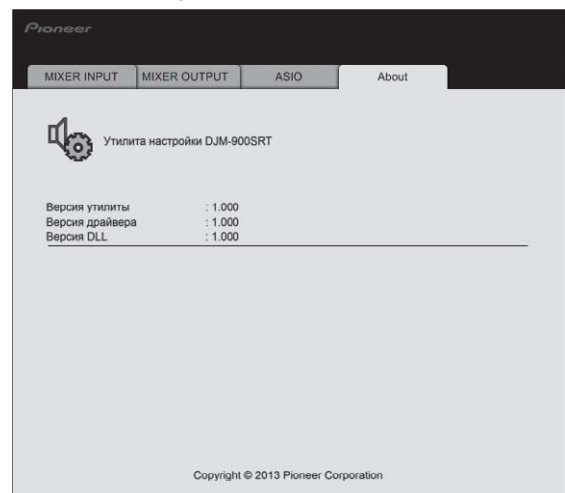 Pioneer
MIXER INPUT MIXER OUTPUT ASIO About
Утилита настройки DJM-900SRT
Версия утилиты : 1.000
Версия драйвера : 1.000
Версия DLL : 1.000
Copyright © 2013 Pioneer Corporation